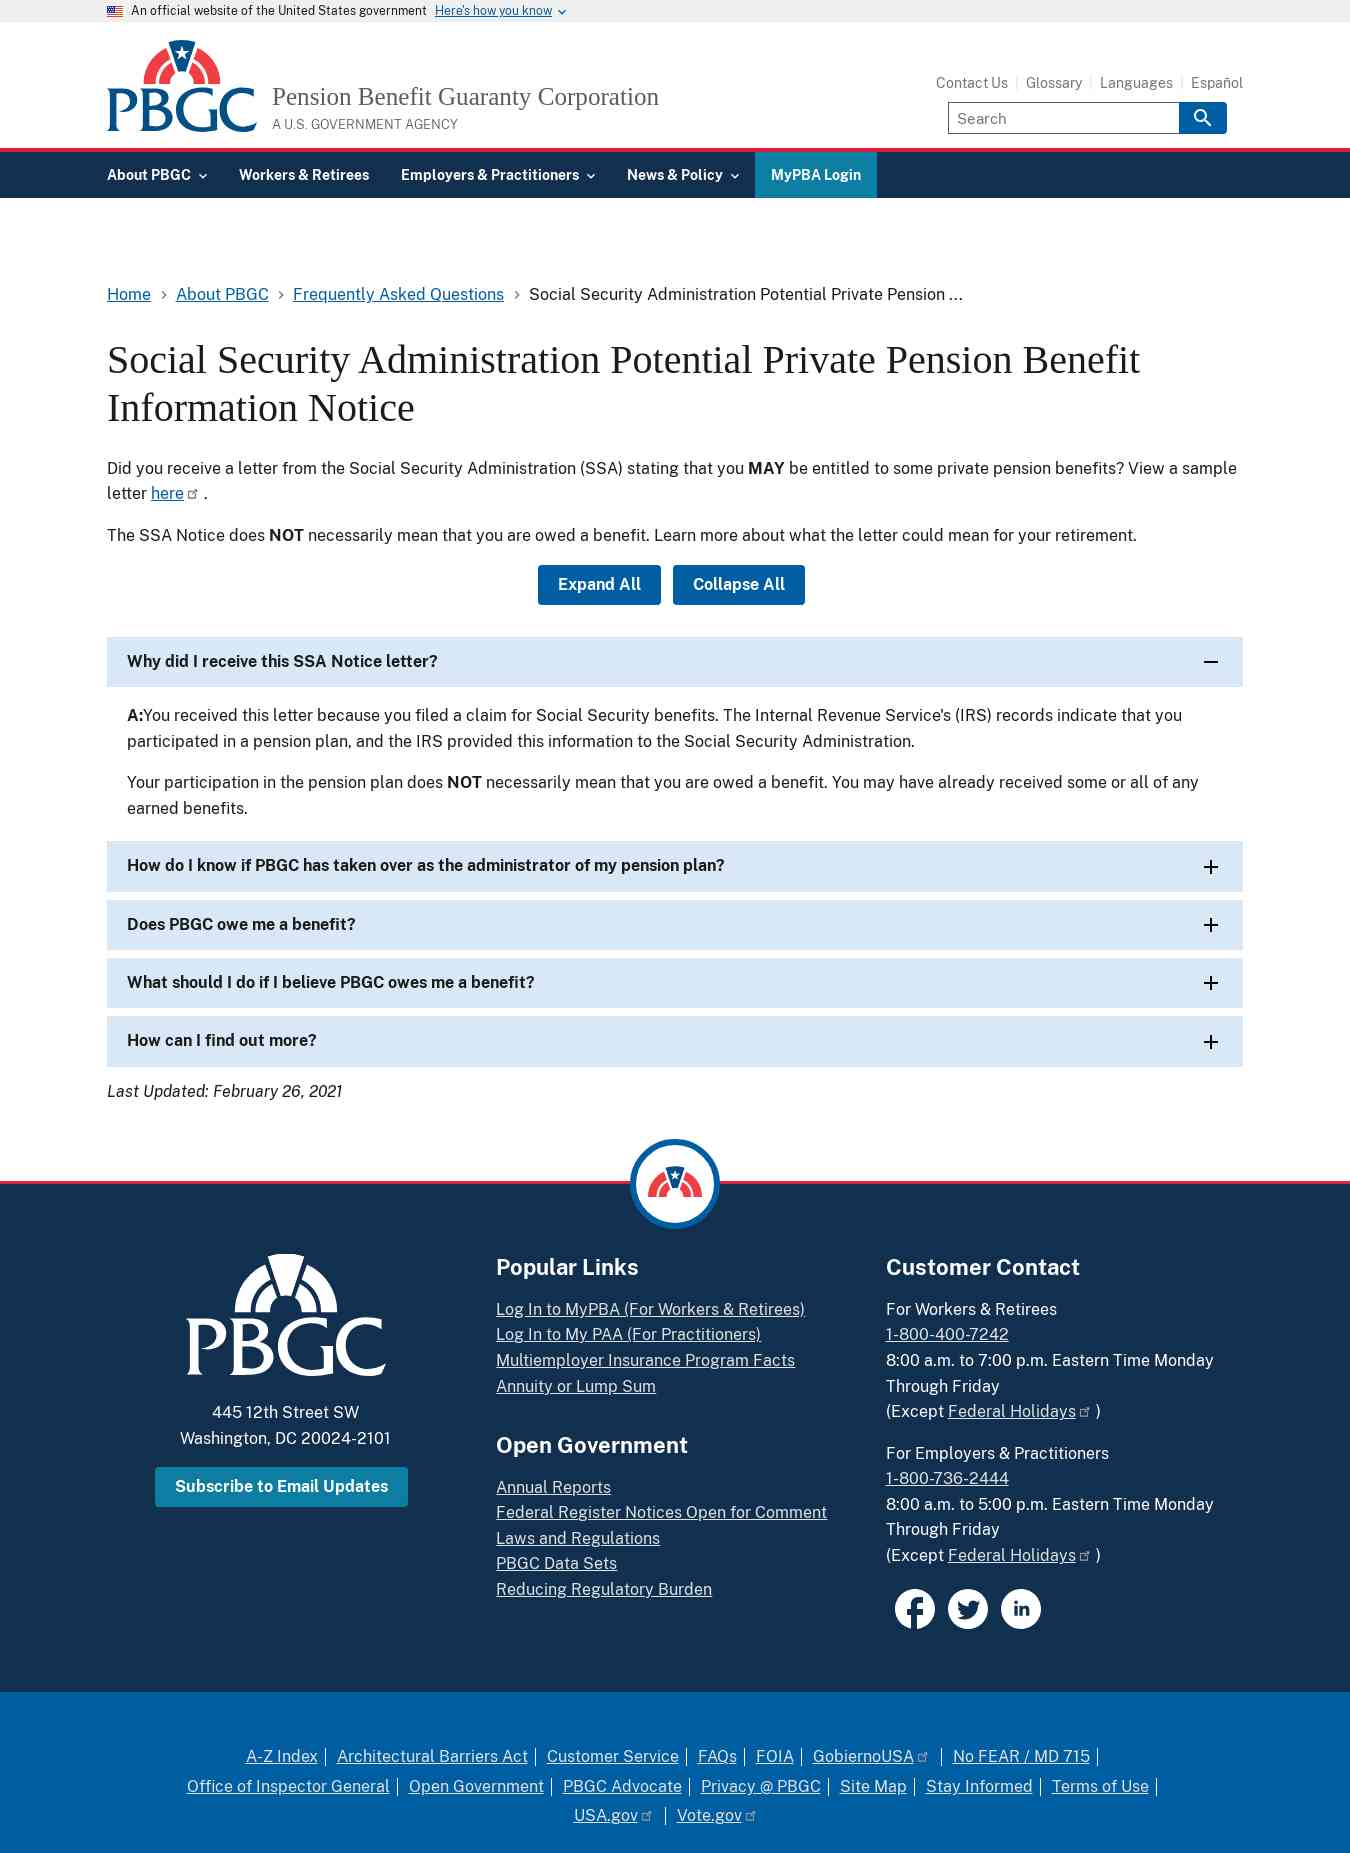 An official website of the United States government Here's how you know
PBGC
Pension Benefit Guaranty Corporation
A U.S. GOVERNMENT AGENCY
Contact Us Glossary Languages Español
Search
About PBGC Workers & Retirees Employers & Practitioners News & Policy MyPBA Login
Home About PBGC Frequently Asked Questions Social Security Administration Potential Private Pension ...
Social Security Administration Potential Private Pension Benefit
Information Notice
Did you receive a letter from the Social Security Administration (SSA) stating that you MAY be entitled to some private pension benefits? View a sample
letter here .
The SSA Notice does NOT necessarily mean that you are owed a benefit. Learn more about what the letter could mean for your retirement.
Expand All Collapse All
Why did I receive this SSA Notice letter?
A:You received this letter because you filed a claim for Social Security benefits. The Internal Revenue Service's (IRS) records indicate that you
participated in a pension plan, and the IRS provided this information to the Social Security Administration.
Your participation in the pension plan does NOT necessarily mean that you are owed a benefit. You may have already received some or all of any
earned benefits.
How do I know if PBGC has taken over as the administrator of my pension plan?
Does PBGC owe me a benefit?
What should I do if I believe PBGC owes me a benefit?
How can I find out more?
Last Updated: February 26, 2021
PBGC
445 12th Street SW
Washington, DC 20024-2101
Subscribe to Email Updates
Popular Links
Log In to MyPBA (For Workers & Retirees)
Log In to My PAA (For Practitioners)
Multiemployer Insurance Program Facts
Annuity or Lump Sum
Open Government
Annual Reports
Federal Register Notices Open for Comment
Laws and Regulations
PBGC Data Sets
Reducing Regulatory Burden
Customer Contact
For Workers & Retirees
1-800-400-7242
8:00 a.m. to 7:00 p.m. Eastern Time Monday
Through Friday
(Except Federal Holidays )
For Employers & Practitioners
1-800-736-2444
8:00 a.m. to 5:00 p.m. Eastern Time Monday
Through Friday
(Except Federal Holidays )
in
A-Z Index Architectural Barriers Act Customer Service FAQs FOIA GobiernoUSA No FEAR / MD 715
Office of Inspector General Open Government PBGC Advocate Privacy @ PBGC Site Map Stay Informed Terms of Use
USA.gov Vote.gov